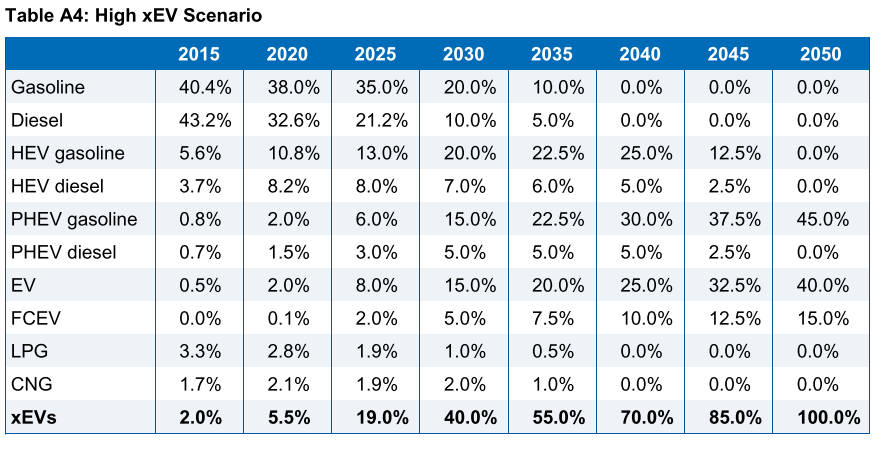 Table A4: High xEV Scenario
2015 2020 2025 2030 2035 2040 2045 2050
Gasoline 40.4% 38.0% 35.0% 20.0% 10.0% 0.0% 0.0% 0.0%
Diesel 43.2% 32.6% 21.2% 10.0% 5.0% 0.0% 0.0% 0.0%
HEV gasoline 5.6% 10.8% 13.0% 20.0% 22.5% 25.0% 12.5% 0.0%
HEV diesel 3.7% 8.2% 8.0% 7.0% 6.0% 5.0% 2.5% 0.0%
PHEV gasoline 0.8% 2.0% 6.0% 15.0% 22.5% 30.0% 37.5% 45.0%
PHEV diesel 0.7% 1.5% 3.0% 5.0% 5.0% 5.0% 2.5% 0.0%
EV 0.5% 2.0% 8.0% 15.0% 20.0% 25.0% 32.5% 40.0%
FCEV 0.0% 0.1% 2.0% 5.0% 7.5% 10.0% 12.5% 15.0%
LPG 3.3% 2.8% 1.9% 1.0% 0.5% 0.0% 0.0% 0.0%
CNG 1.7% 2.1% 1.9% 2.0% 1.0% 0.0% 0.0% 0.0%
xEVs 2.0% 5.5% 19.0% 40.0% 55.0% 70.0% 85.0% 100.0%